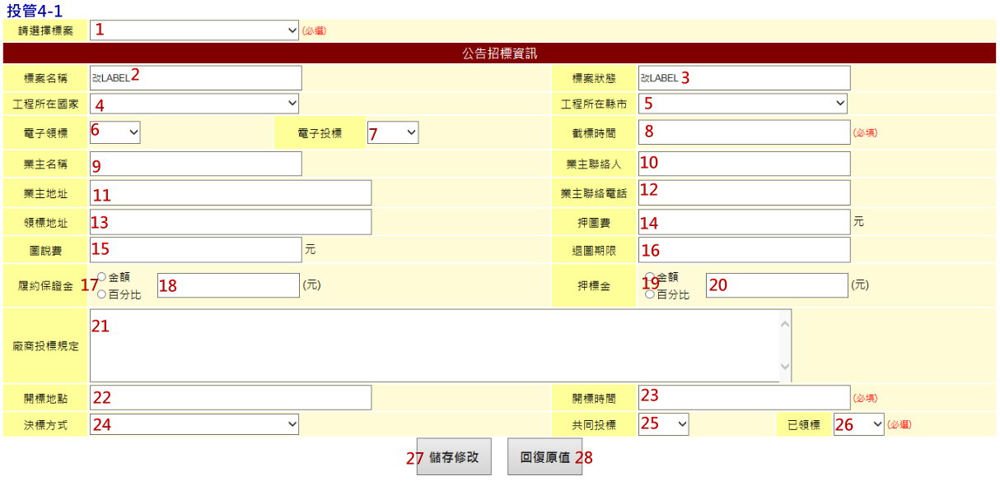 投管4-1
請選擇標案 1 (必選)
公告招標資訊
標案名稱 改LABEL 2 標案狀態 改LABEL 3
工程所在國家 4 工程所在縣市 5
電子領標 6 電子投標 7 截標時間 8 (必填)
業主名稱 9 業主聯絡人 10
業主地址 11 業主聯絡電話 12
領標地址 13 押圖費 14 元
圖說費 15 元 退圖期限 16
履約保證金 17 金額 百分比 18 (元) 押標金 19 金額 百分比 20 (元)
廠商投標規定 21
開標地點 22 開標時間 23 (必填)
決標方式 24 共同投標 25 已領標 26 (必選)
27 儲存修改 回復原值 28